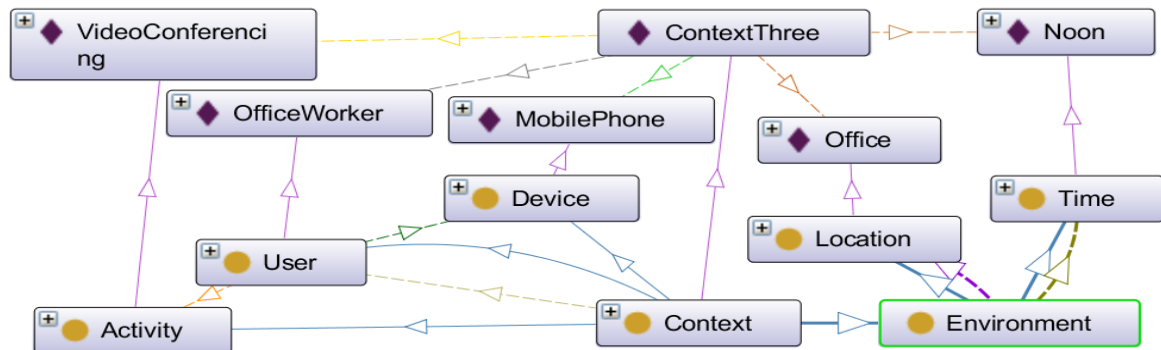 VideoConferenci
ng
ContextThree
Noon
OfficeWorker
MobilePhone
Office
Device
Time
User
Location
Activity
Context
Environment